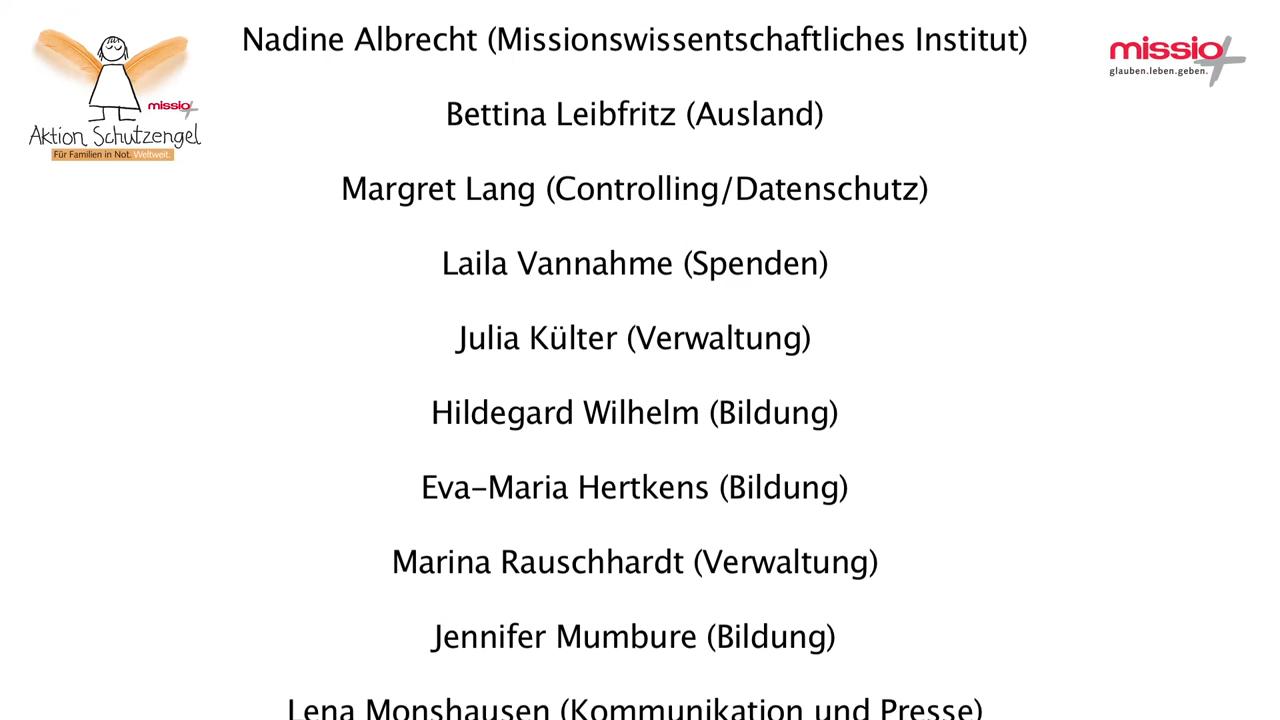 Nadine Albrecht (Missionswissentschaftliches Institut)
missio
glauben.leben.geben.
missio
Aktion Schutzengel
Für Familien in Not. Weltweit.
Bettina Leibfritz (Ausland)
Margret Lang (Controlling/Datenschutz)
Laila Vannahme (Spenden)
Julia Külter (Verwaltung)
Hildegard Wilhelm (Bildung)
Eva-Maria Hertkens (Bildung)
Marina Rauschhardt (Verwaltung)
Jennifer Mumbure (Bildung)
Lena Monshausen (Kommunikation und Presse)